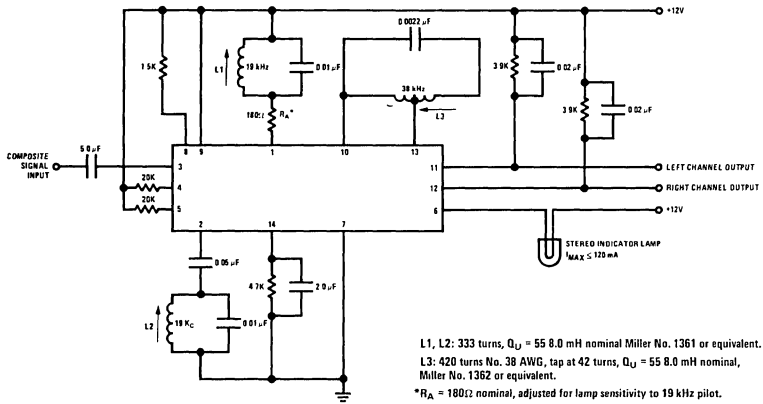 +12V
0 0022 µF
1 5K
L1
19 kHz
0 01 µF
38 kHz
3 9K
0 02 µF
3 9K
0 02 µF
180Ω
RA*
L3
5 0 µF
COMPOSITE
SIGNAL
INPUT
8
9
1
10
13
3
11
LEFT CHANNEL OUTPUT
20K
4
12
RIGHT CHANNEL OUTPUT
20K
5
6
+12V
2
14
7
STEREO INDICATOR LAMP
IMAX ≤ 120 mA
0 05 µF
4 7K
2 0 µF
L2
19 KC
0 01 µF
L1, L2: 333 turns, QU = 55 8.0 mH nominal Miller No. 1361 or equivalent.
L3: 420 turns No. 38 AWG, tap at 42 turns, QU = 55 8.0 mH nominal,
Miller No. 1362 or equivalent.
*RA = 180Ω nominal, adjusted for lamp sensitivity to 19 kHz pilot.